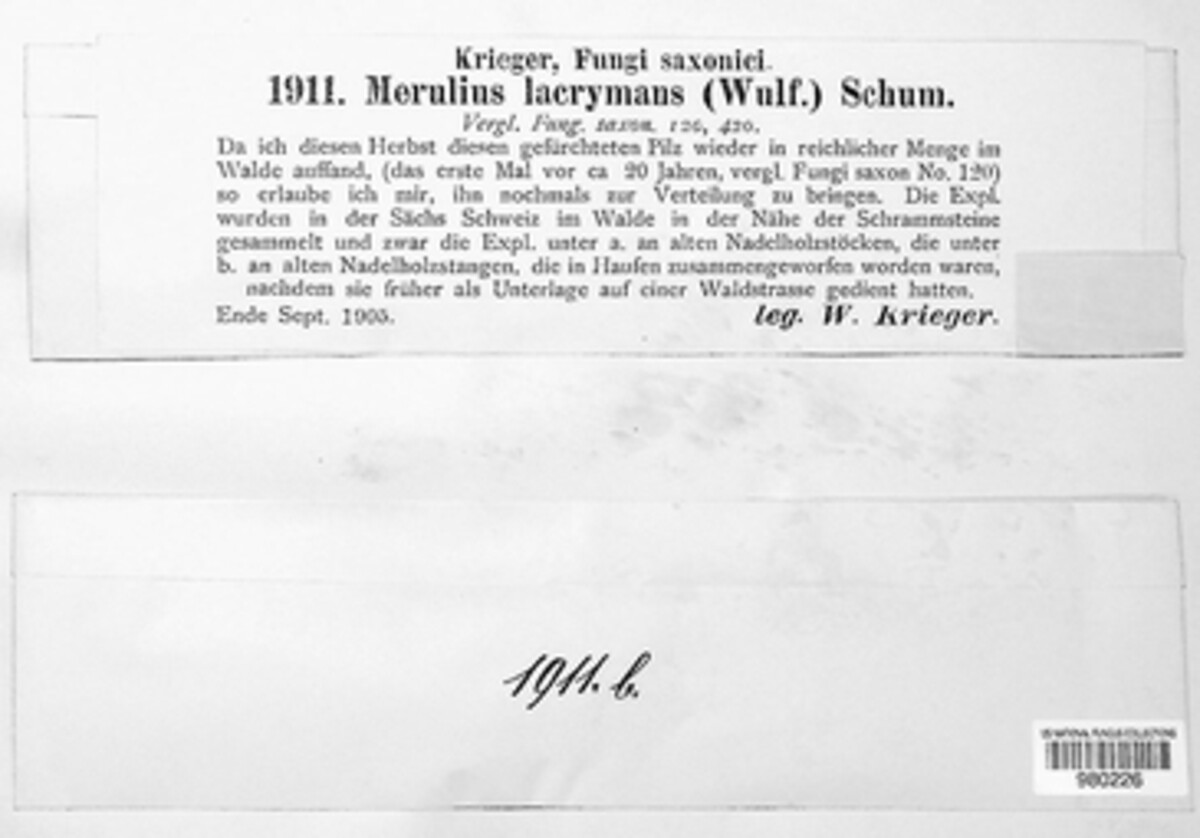 Krieger, Fungi saxonici.
1911. Merulius lacrymans (Wulf.) Schum.
Vergl. Fung. saxon. 120, 420.
Da ich diesen Herbst diesen gefürchteten Pilz wieder in reichlicher Menge im
Walde auffand, (das erste Mal vor ca 20 Jahren, vergl. Fungi saxon No. 120)
so erlaube ich mir, ihn nochmals zur Verteilung zu bringen. Die Expl.
wurden in der Sächs Schweiz im Walde in der Nähe der Schrammsteine
gesammelt und zwar die Expl. unter a. an alten Nadelholzstöcken, die unter
b. an alten Nadelholzstangen, die in Haufen zusammengeworfen worden waren,
nachdem sie früher als Unterlage auf einer Waldstrasse gedient hatten.
Ende Sept. 1905. leg. W. Krieger.
1911. b.
US NATIONAL FUNGUS COLLECTIONS
980226